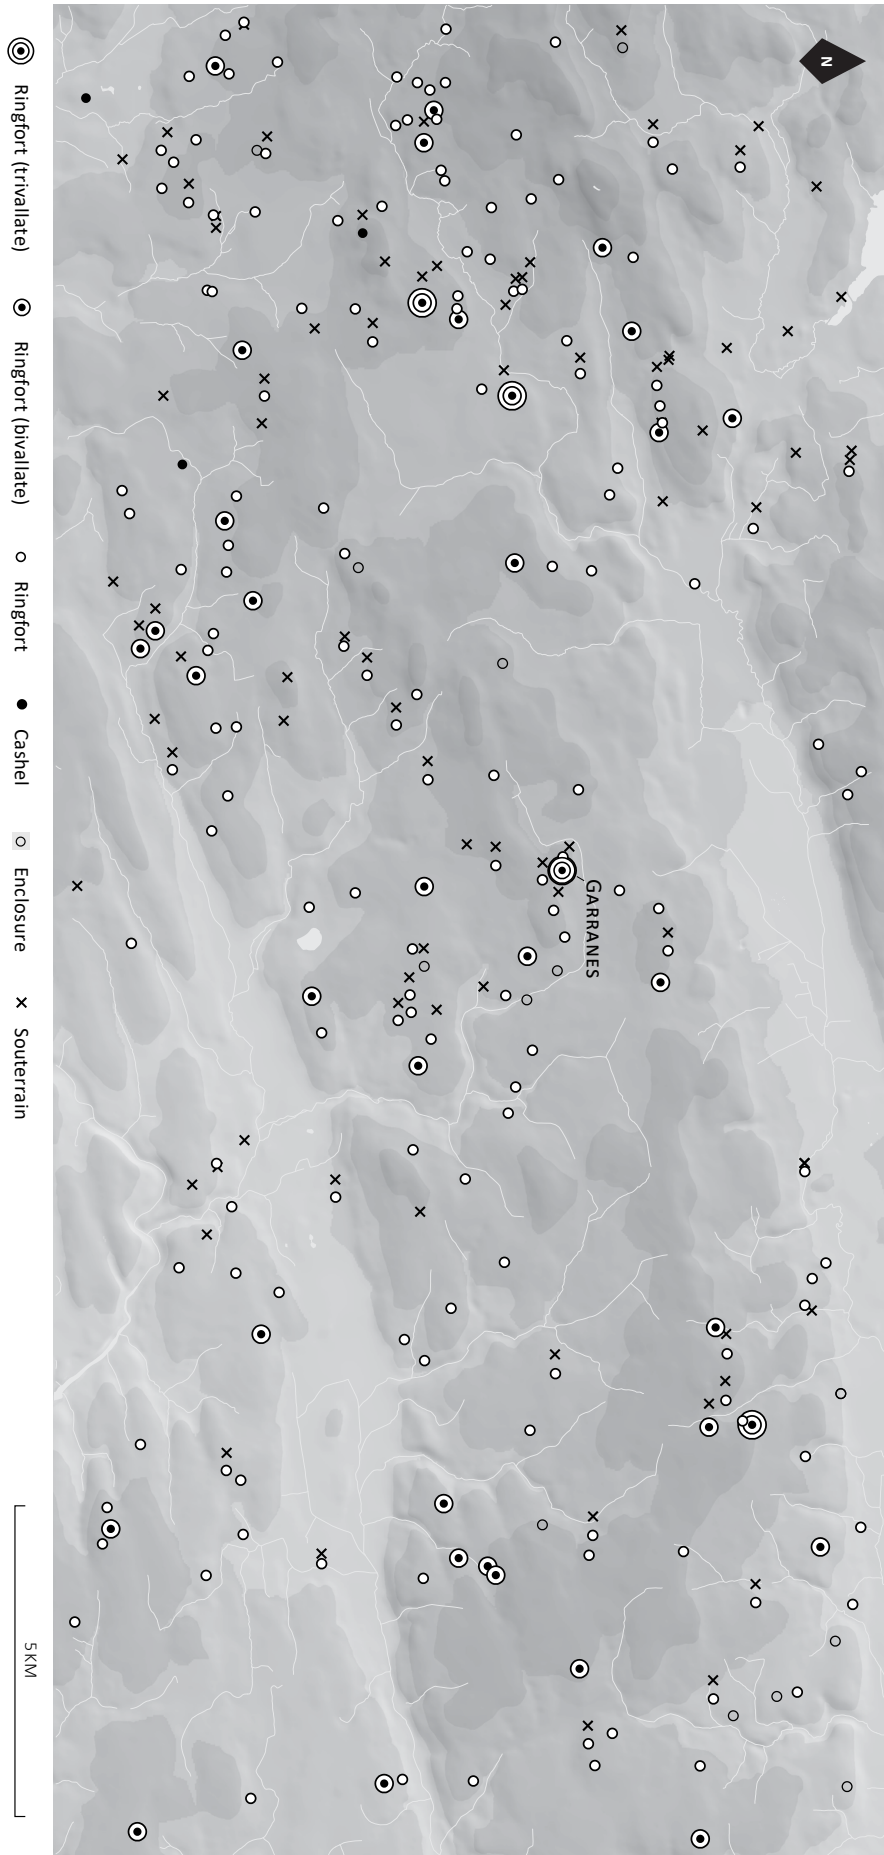 N
GARRANES
Ringfort (trivallate)
Ringfort (bivallate)
Ringfort
Cashel
Enclosure
Souterrain
5KM